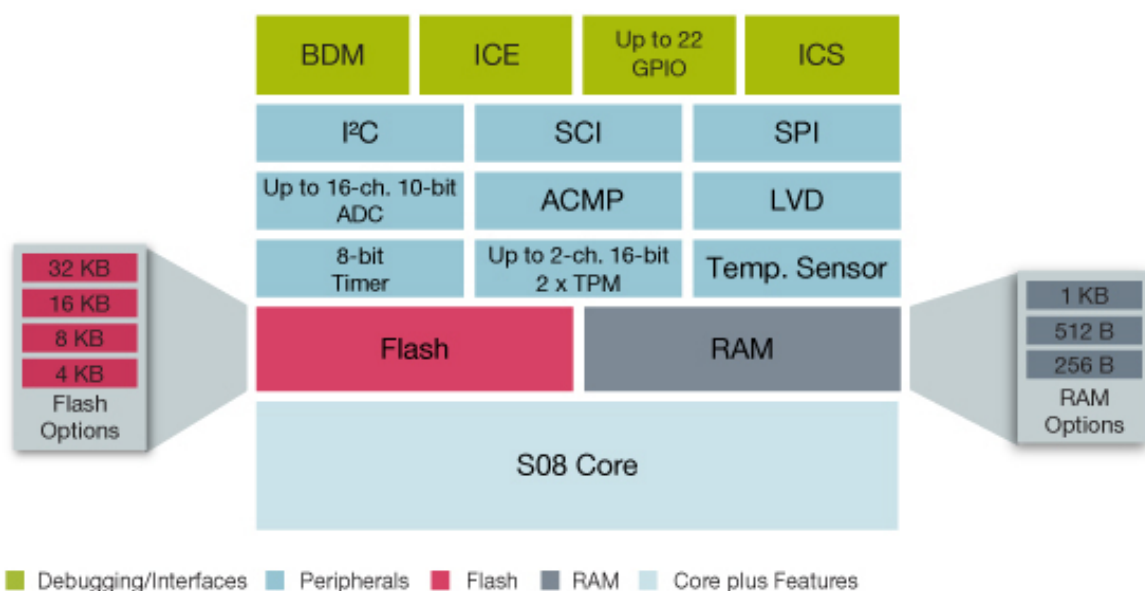 BDM
ICE
Up to 22
GPIO
ICS
I²C
SCI
SPI
Up to 16-ch. 10-bit
ADC
ACMP
LVD
8-bit
Timer
Up to 2-ch. 16-bit
2 x TPM
Temp. Sensor
32 KB
16 KB
8 KB
4 KB
Flash
Options
Flash
RAM
1 KB
512 B
256 B
RAM
Options
S08 Core
Debugging/Interfaces
Peripherals
Flash
RAM
Core plus Features